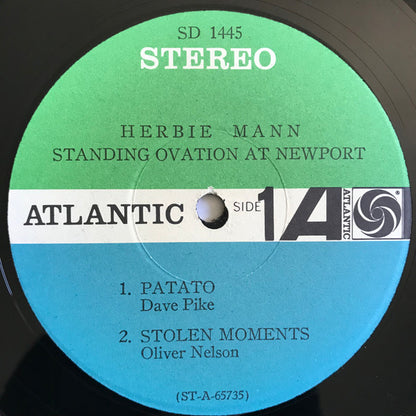 SD 1445
STEREO
HERBIE MANN
STANDING OVATION AT NEWPORT
ATLANTIC SIDE 1 A ATLANTIC
1. PATATO
Dave Pike
2. STOLEN MOMENTS
Oliver Nelson
(ST-A-65735)